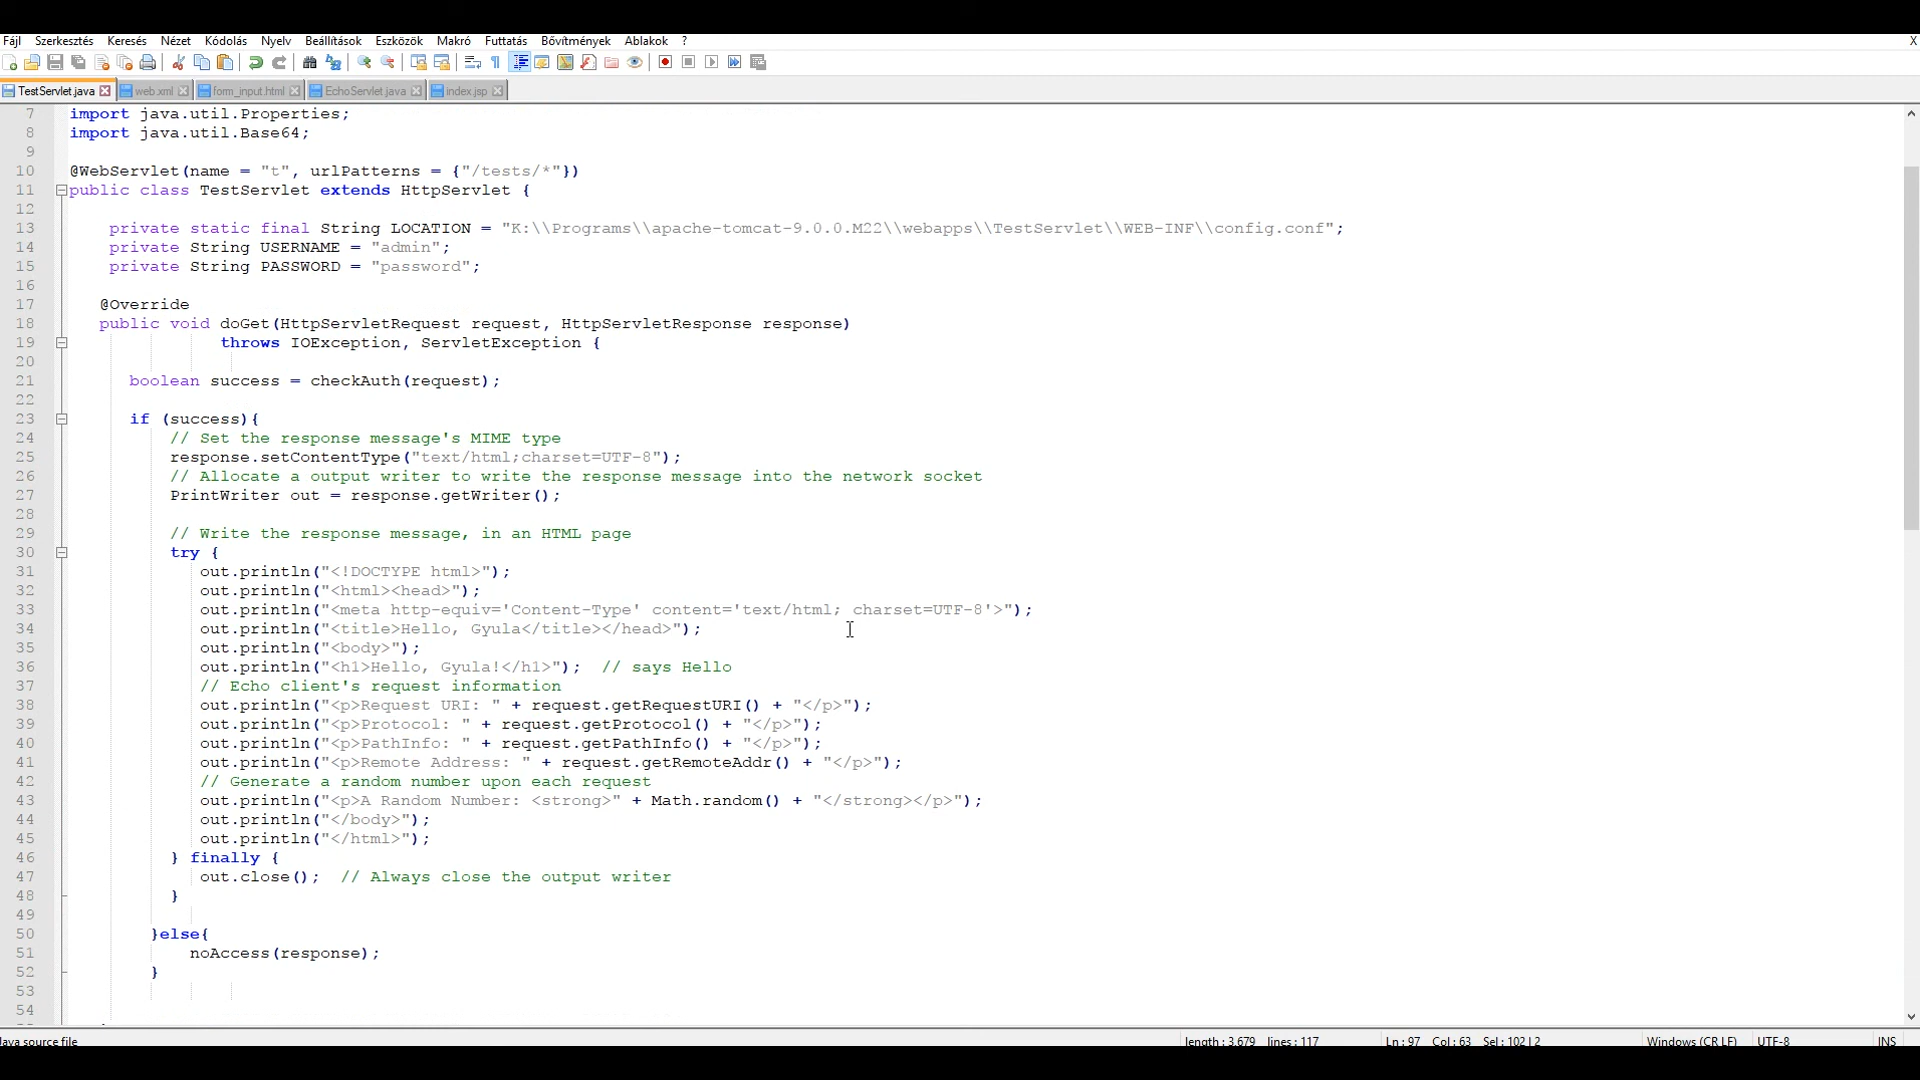 Fájl Szerkesztés Keresés Nézet Kódolás Nyelv Beállítások Eszközök Makró Futtatás Bővítmények Ablakok ? X
TestServlet.java web.xml form_input.html EchoServlet.java index.jsp
7 import java.util.Properties;
8 import java.util.Base64;
9
10 @WebServlet(name = "t", urlPatterns = {"/tests/*"})
11 public class TestServlet extends HttpServlet {
12
13 private static final String LOCATION = "K:\\Programs\\apache-tomcat-9.0.0.M22\\webapps\\TestServlet\\WEB-INF\\config.conf";
14 private String USERNAME = "admin";
15 private String PASSWORD = "password";
16
17 @Override
18 public void doGet(HttpServletRequest request, HttpServletResponse response)
19 throws IOException, ServletException {
20
21 boolean success = checkAuth(request);
22
23 if (success){
24 // Set the response message's MIME type
25 response.setContentType("text/html;charset=UTF-8");
26 // Allocate a output writer to write the response message into the network socket
27 PrintWriter out = response.getWriter();
28
29 // Write the response message, in an HTML page
30 try {
31 out.println("<!DOCTYPE html>");
32 out.println("<html><head>");
33 out.println("<meta http-equiv='Content-Type' content='text/html; charset=UTF-8'>");
34 out.println("<title>Hello, Gyula</title></head>");
35 out.println("<body>");
36 out.println("<h1>Hello, Gyula!</h1>"); // says Hello
37 // Echo client's request information
38 out.println("<p>Request URI: " + request.getRequestURI() + "</p>");
39 out.println("<p>Protocol: " + request.getProtocol() + "</p>");
40 out.println("<p>PathInfo: " + request.getPathInfo() + "</p>");
41 out.println("<p>Remote Address: " + request.getRemoteAddr() + "</p>");
42 // Generate a random number upon each request
43 out.println("<p>A Random Number: <strong>" + Math.random() + "</strong></p>");
44 out.println("</body>");
45 out.println("</html>");
46 } finally {
47 out.close(); // Always close the output writer
48 }
49
50 }else{
51 noAccess(response);
52 }
53
54
Java source file length : 3.679 lines : 117 Ln : 97 Col : 63 Sel : 102 | 2 Windows (CR LF) UTF-8 INS